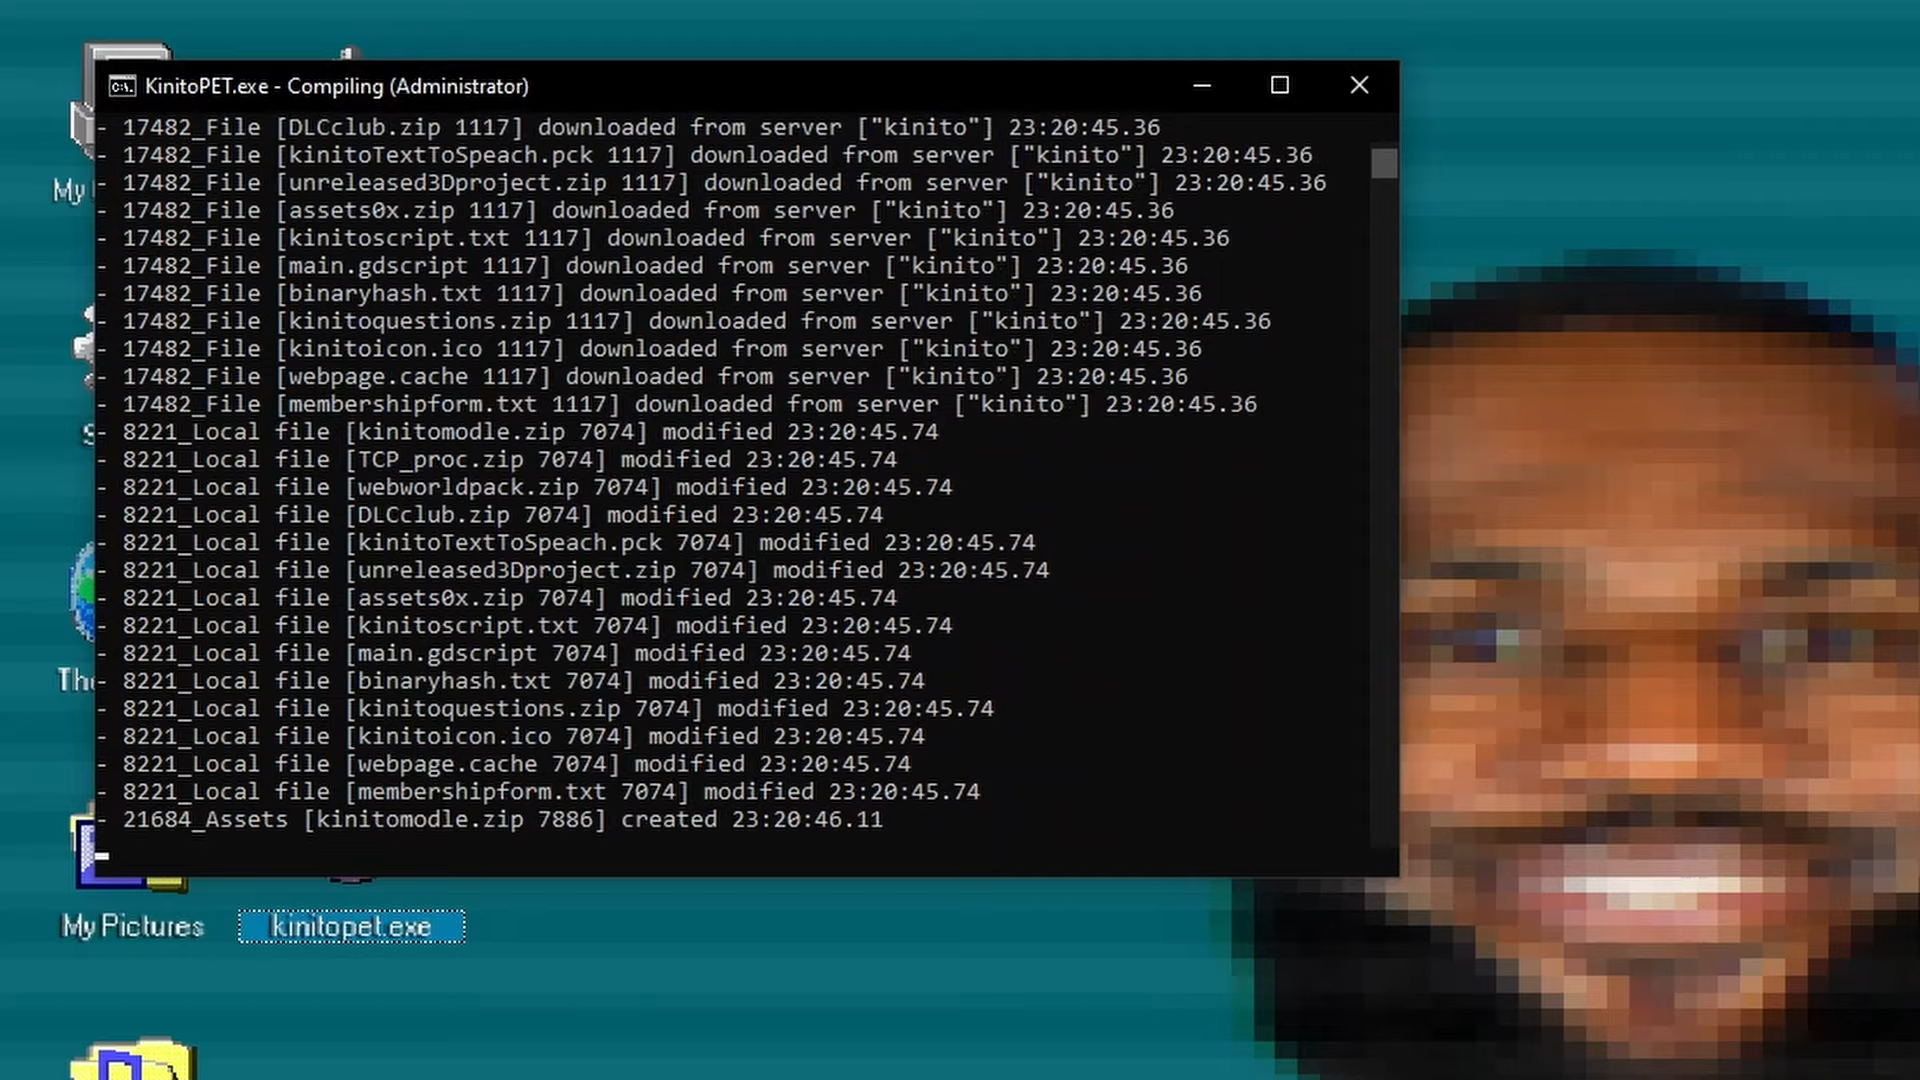 KinitoPET.exe - Compiling (Administrator)
- 17482_File [DLCclub.zip 1117] downloaded from server ["kinito"] 23:20:45.36
- 17482_File [kinitoTextToSpeach.pck 1117] downloaded from server ["kinito"] 23:20:45.36
- 17482_File [unreleased3Dproject.zip 1117] downloaded from server ["kinito"] 23:20:45.36
- 17482_File [assets0x.zip 1117] downloaded from server ["kinito"] 23:20:45.36
- 17482_File [kinitoscript.txt 1117] downloaded from server ["kinito"] 23:20:45.36
- 17482_File [main.gdscript 1117] downloaded from server ["kinito"] 23:20:45.36
- 17482_File [binaryhash.txt 1117] downloaded from server ["kinito"] 23:20:45.36
- 17482_File [kinitoquestions.zip 1117] downloaded from server ["kinito"] 23:20:45.36
- 17482_File [kinitoicon.ico 1117] downloaded from server ["kinito"] 23:20:45.36
- 17482_File [webpage.cache 1117] downloaded from server ["kinito"] 23:20:45.36
- 17482_File [membershipform.txt 1117] downloaded from server ["kinito"] 23:20:45.36
- 8221_Local file [kinitomodle.zip 7074] modified 23:20:45.74
- 8221_Local file [TCP_proc.zip 7074] modified 23:20:45.74
- 8221_Local file [webworldpack.zip 7074] modified 23:20:45.74
- 8221_Local file [DLCclub.zip 7074] modified 23:20:45.74
- 8221_Local file [kinitoTextToSpeach.pck 7074] modified 23:20:45.74
- 8221_Local file [unreleased3Dproject.zip 7074] modified 23:20:45.74
- 8221_Local file [assets0x.zip 7074] modified 23:20:45.74
- 8221_Local file [kinitoscript.txt 7074] modified 23:20:45.74
- 8221_Local file [main.gdscript 7074] modified 23:20:45.74
- 8221_Local file [binaryhash.txt 7074] modified 23:20:45.74
- 8221_Local file [kinitoquestions.zip 7074] modified 23:20:45.74
- 8221_Local file [kinitoicon.ico 7074] modified 23:20:45.74
- 8221_Local file [webpage.cache 7074] modified 23:20:45.74
- 8221_Local file [membershipform.txt 7074] modified 23:20:45.74
- 21684_Assets [kinitomodle.zip 7886] created 23:20:46.11
My
My Pictures
kinitopet.exe